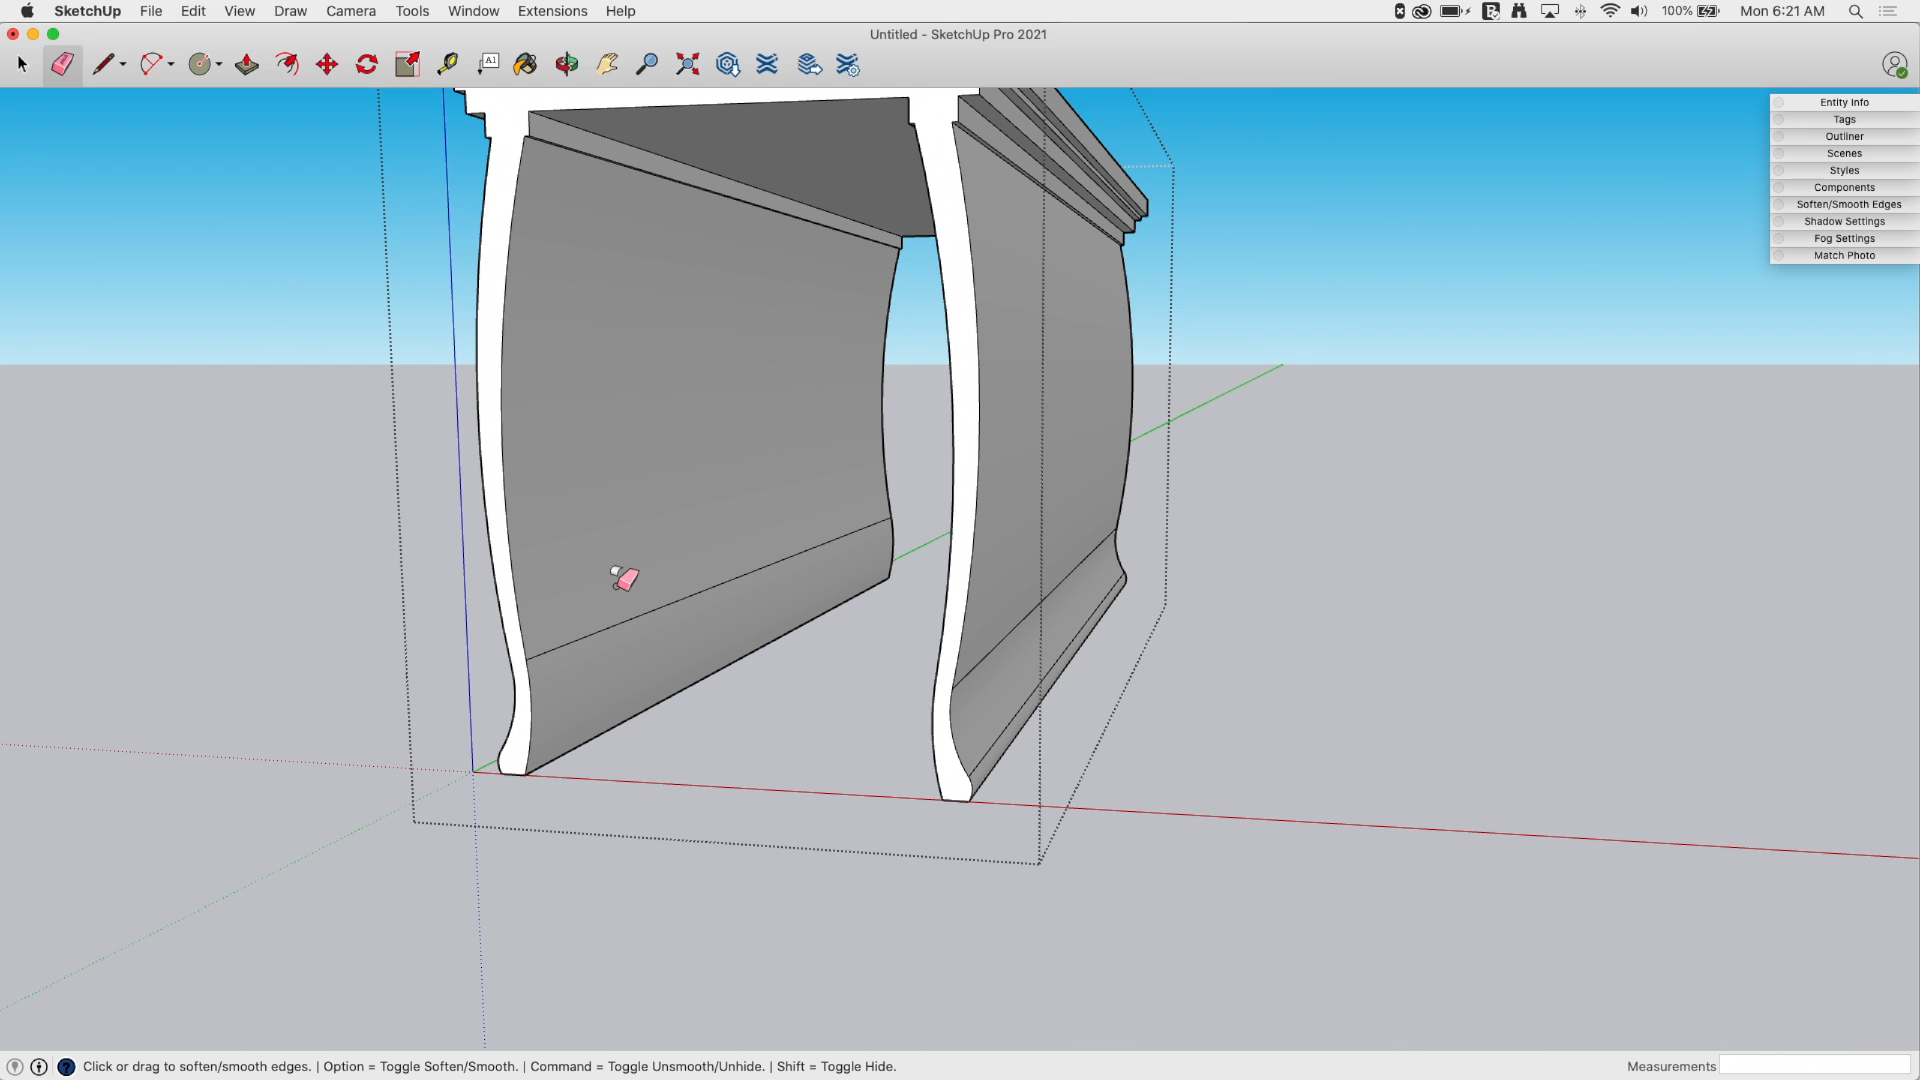 SketchUp File Edit View Draw Camera Tools Window Extensions Help 100% Mon 6:21 AM
Untitled - SketchUp Pro 2021
A1
Entity Info
Tags
Outliner
Scenes
Styles
Components
Soften/Smooth Edges
Shadow Settings
Fog Settings
Match Photo
Click or drag to soften/smooth edges. | Option = Toggle Soften/Smooth. | Command = Toggle Unsmooth/Unhide. | Shift = Toggle Hide. Measurements